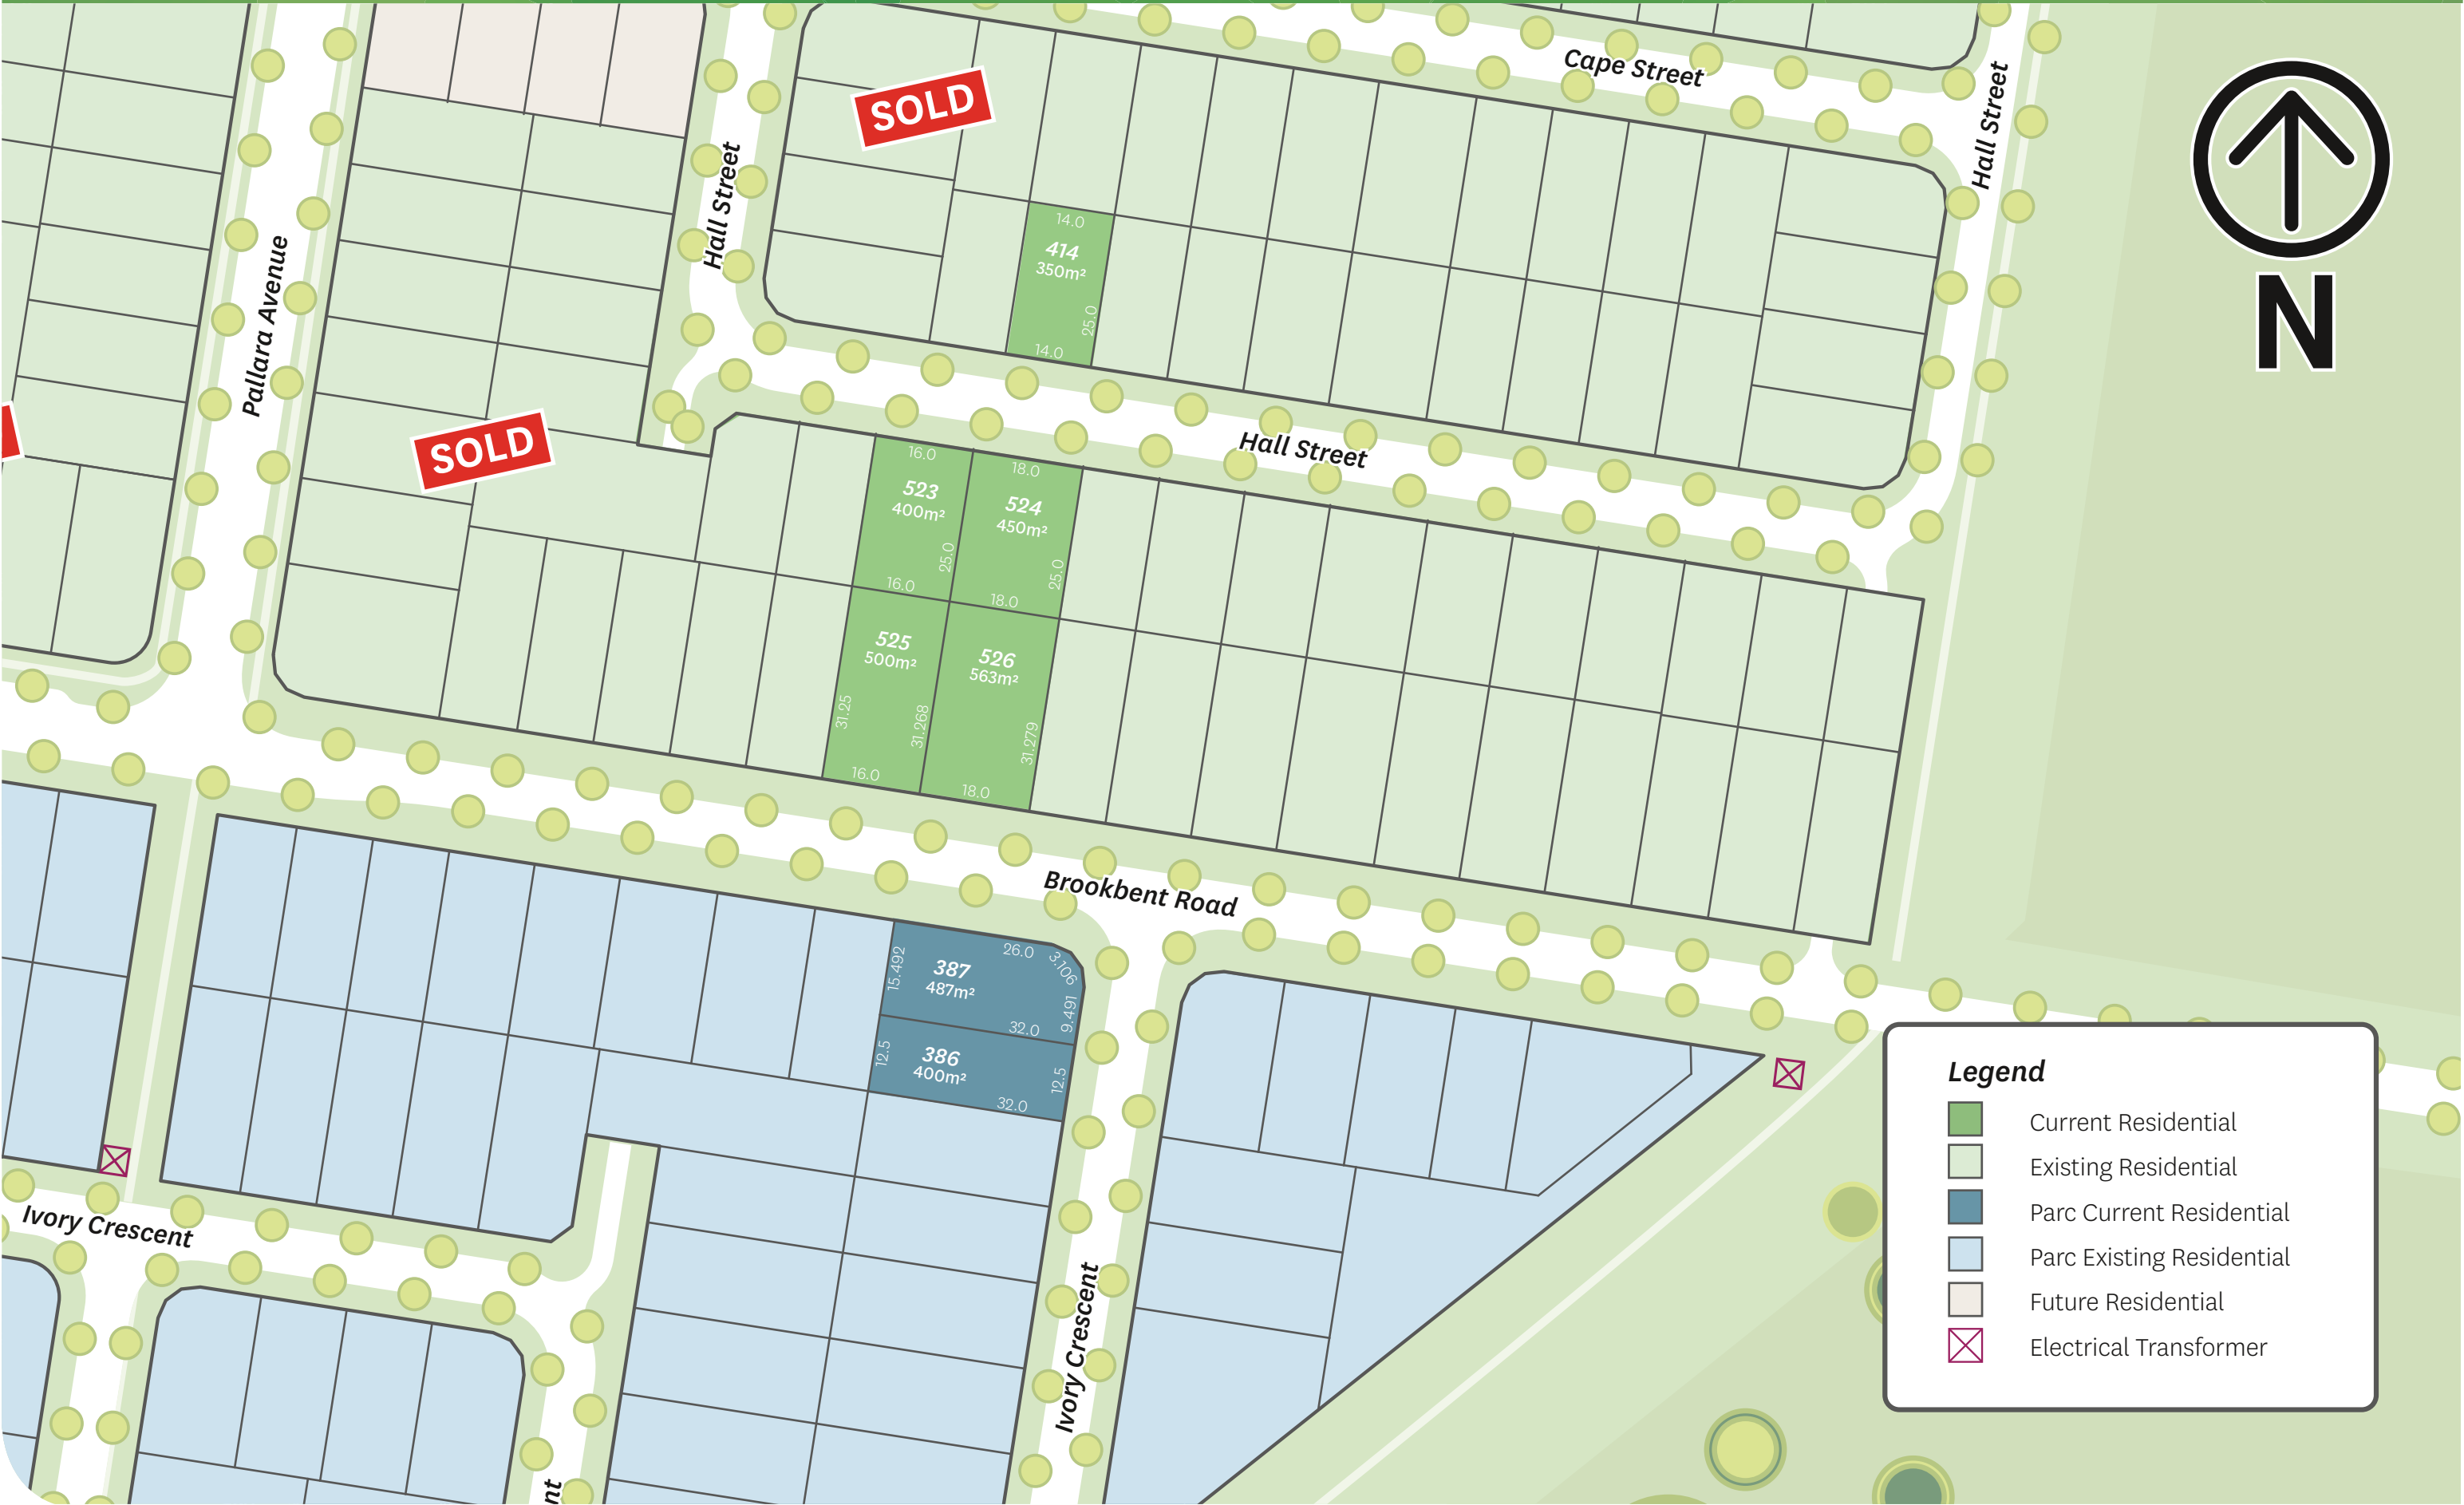 Cape Street
Hall Street
SOLD
Hall Street
N
Pallara Avenue
14.0
414
350m²
25.0
14.0
SOLD
Hall Street
16.0
523
400m²
25.0
16.0
18.0
524
450m²
25.0
18.0
525
500m²
31.25
31.268
16.0
526
563m²
31.279
18.0
Brookbent Road
15.492
387
487m²
26.0
3.106
9.491
32.0
12.5
386
400m²
12.5
32.0
Ivory Crescent
Ivory Crescent
nt
Legend
Current Residential
Existing Residential
Parc Current Residential
Parc Existing Residential
Future Residential
Electrical Transformer